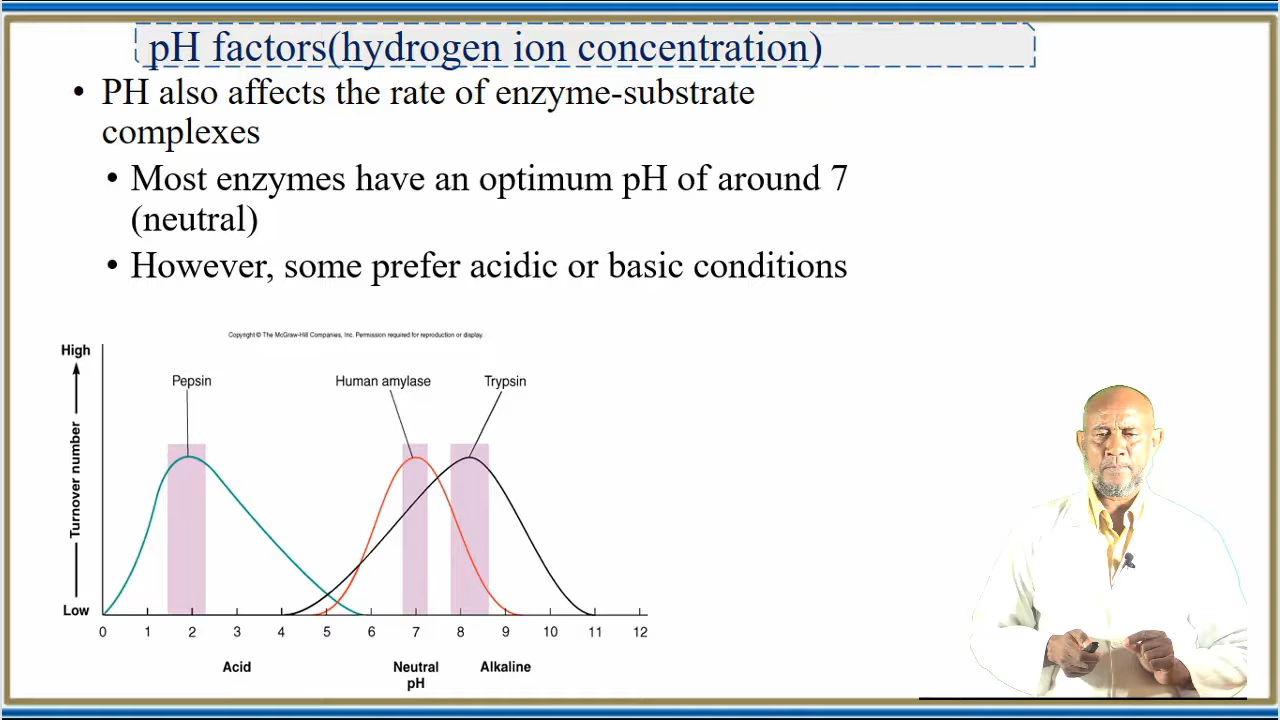 pH factors(hydrogen ion concentration)
• PH also affects the rate of enzyme-substrate
complexes
• Most enzymes have an optimum pH of around 7
(neutral)
• However, some prefer acidic or basic conditions
Copyright © The McGraw-Hill Companies, Inc. Permission required for reproduction or display.
High
Pepsin Human amylase Trypsin
Turnover number
Low
0 1 2 3 4 5 6 7 8 9 10 11 12
Acid Neutral Alkaline
pH